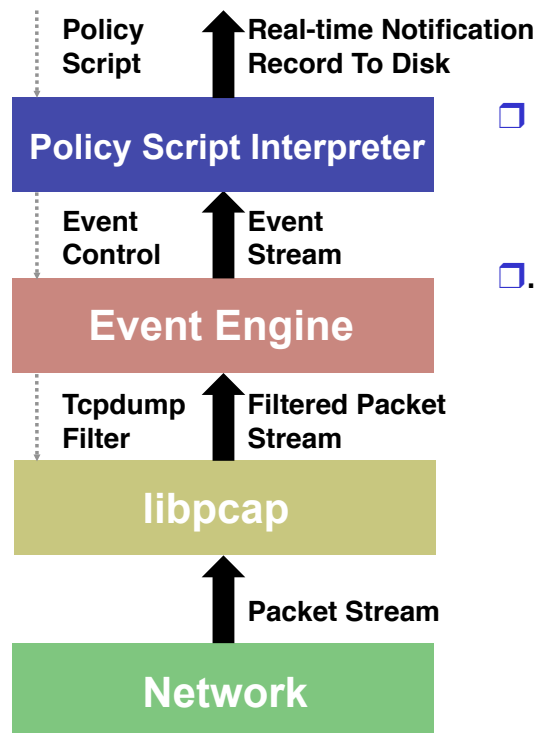 Policy
Script
Real-time Notification
Record To Disk
Policy Script Interpreter
Event
Control
Event
Stream
Event Engine
Tcpdump
Filter
Filtered Packet
Stream
libpcap
Packet Stream
Network
.